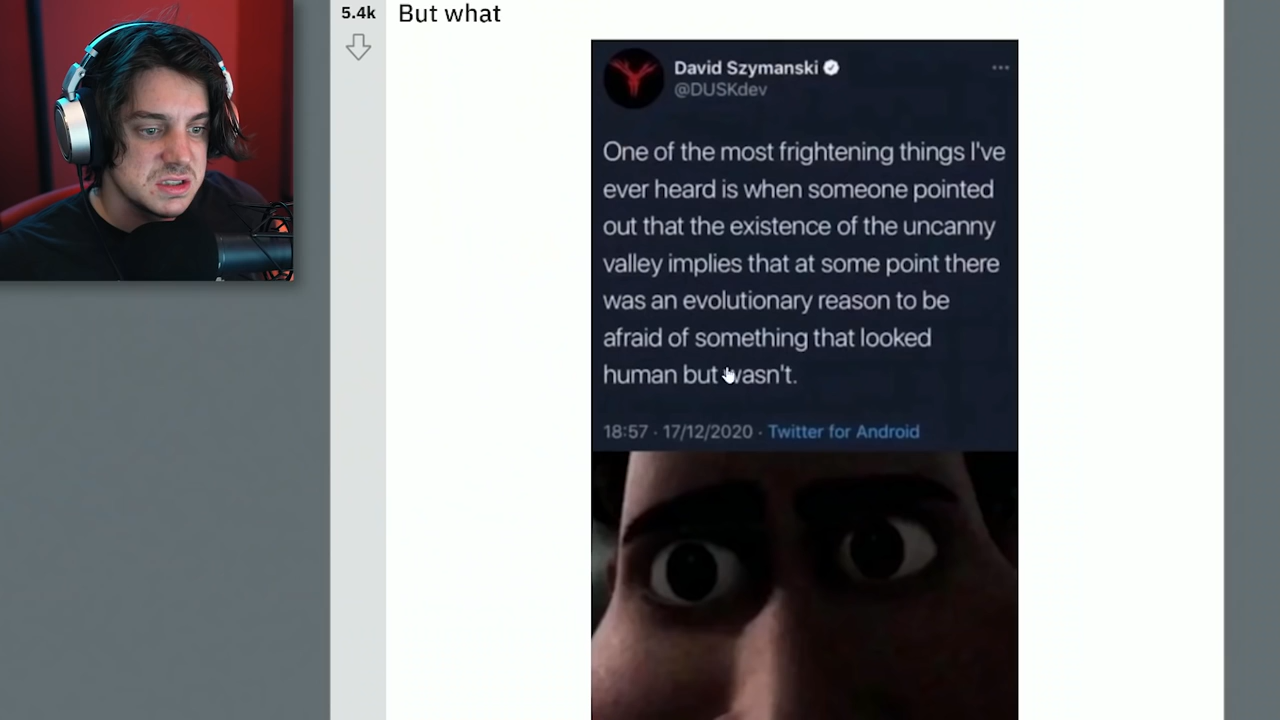 5.4k
But what
David Szymanski
@DUSKdev
One of the most frightening things I've
ever heard is when someone pointed
out that the existence of the uncanny
valley implies that at some point there
was an evolutionary reason to be
afraid of something that looked
human but wasn't.
18:57 · 17/12/2020 · Twitter for Android